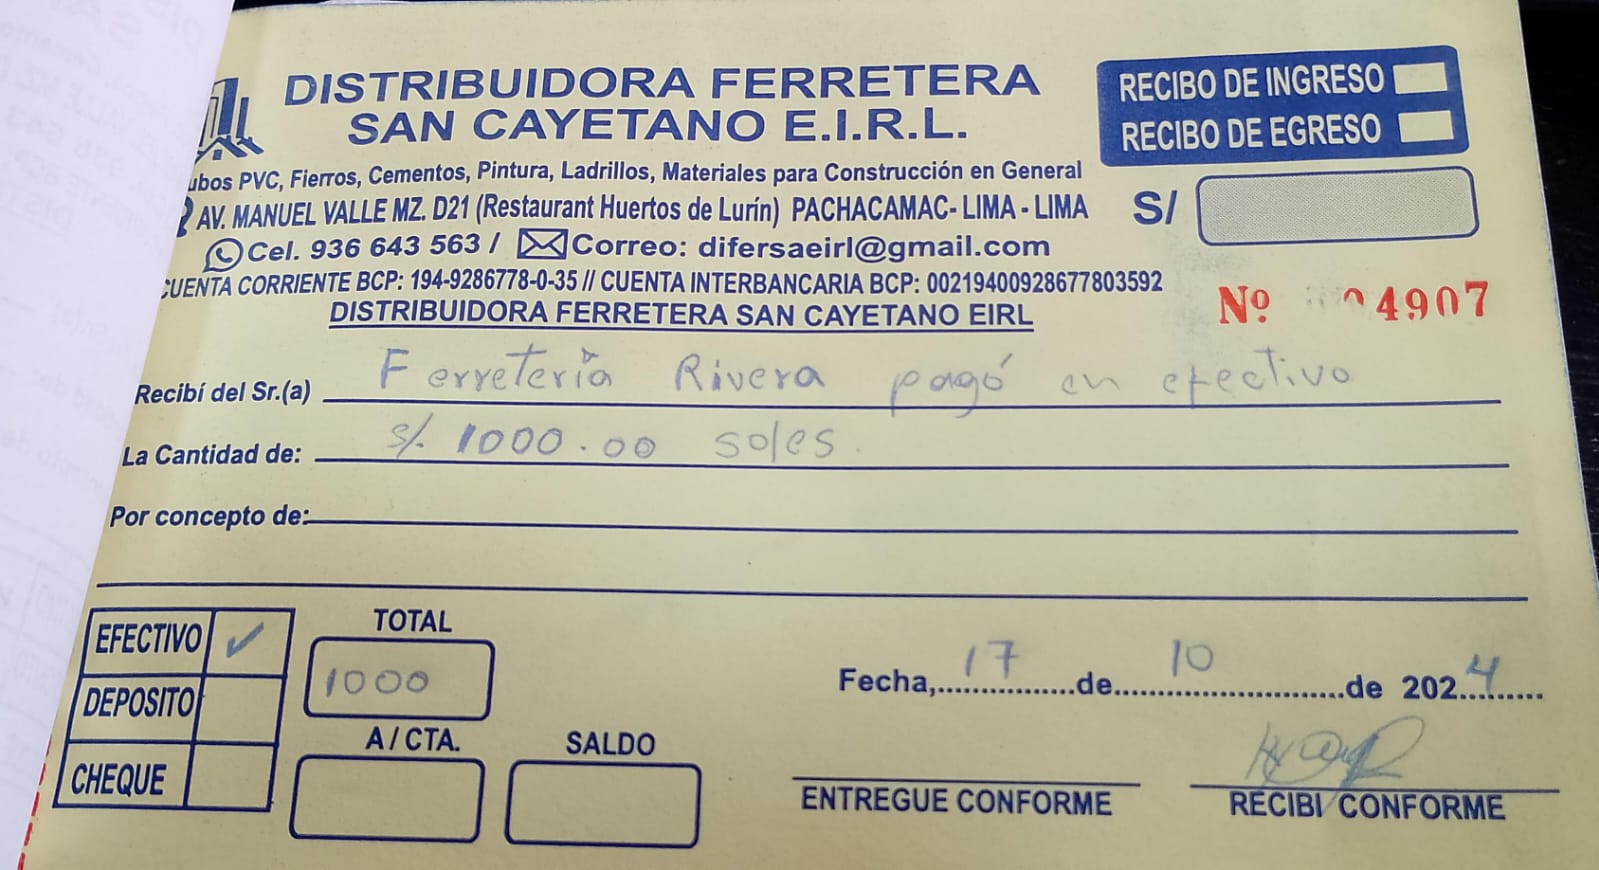 DISTRIBUIDORA FERRETERA
SAN CAYETANO E.I.R.L.
ubos PVC, Fierros, Cementos, Pintura, Ladrillos, Materiales para Construcción en General
AV. MANUEL VALLE MZ. D21 (Restaurant Huertos de Lurín) PACHACAMAC- LIMA - LIMA
Cel. 936 643 563 / Correo: difersaeirl@gmail.com
CUENTA CORRIENTE BCP: 194-9286778-0-35 // CUENTA INTERBANCARIA BCP: 00219400928677803592
DISTRIBUIDORA FERRETERA SAN CAYETANO EIRL
RECIBO DE INGRESO
RECIBO DE EGRESO
S/
Nº 4907
Recibí del Sr.(a) Ferretería Rivera pagó en efectivo
La Cantidad de: S/. 1000.00 soles.
Por concepto de:
EFECTIVO ✓
DEPOSITO
CHEQUE
TOTAL
1000
A / CTA.
SALDO
Fecha, 17 de 10 de 2024
ENTREGUE CONFORME
RECIBI CONFORME